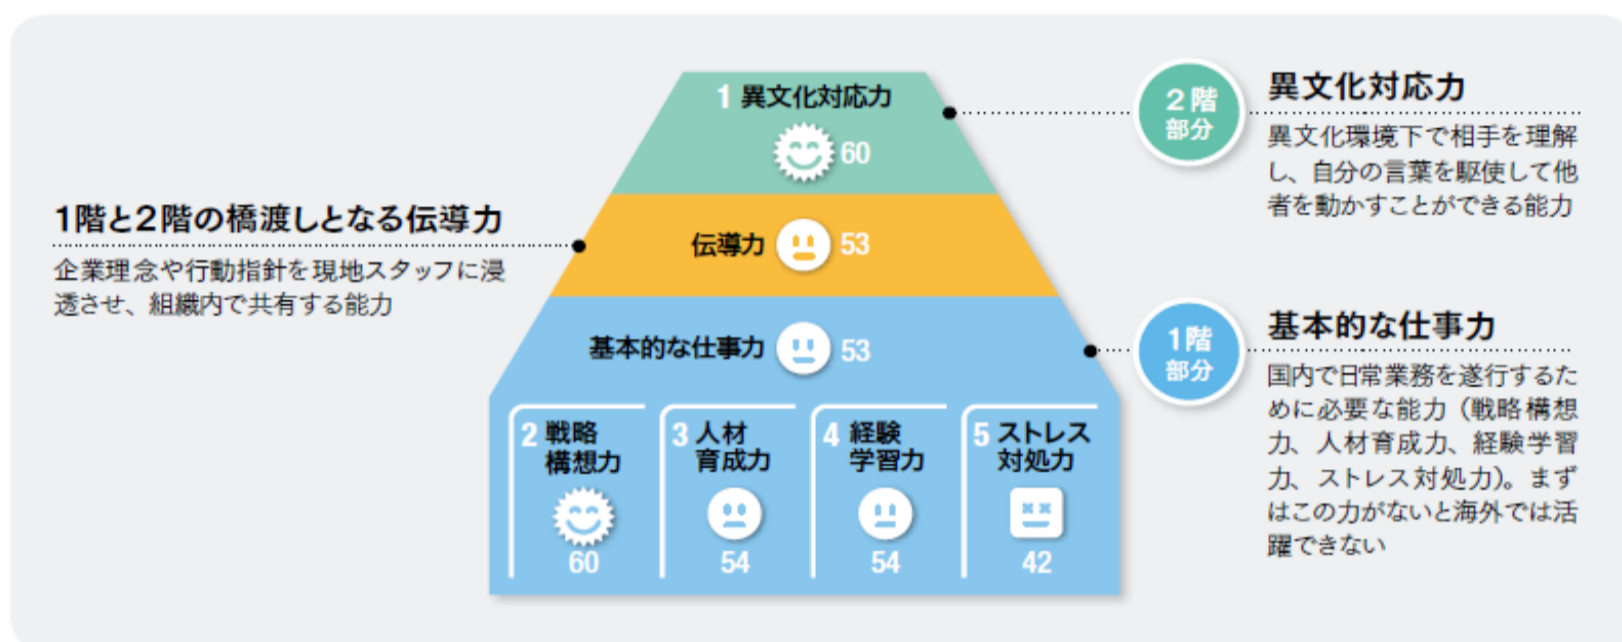 1 異文化対応力
60
2階
部分
異文化対応力
異文化環境下で相手を理解
し、自分の言葉を駆使して他
者を動かすことができる能力
1階と2階の橋渡しとなる伝導力
企業理念や行動指針を現地スタッフに浸
透させ、組織内で共有する能力
伝導力 53
基本的な仕事力 53
1階
部分
基本的な仕事力
国内で日常業務を遂行するた
めに必要な能力（戦略構想
力、人材育成力、経験学習
力、ストレス対処力）。まず
はこの力がないと海外では活
躍できない
2 戦略
構想力
60
3 人材
育成力
54
4 経験
学習力
54
5 ストレス
対処力
42